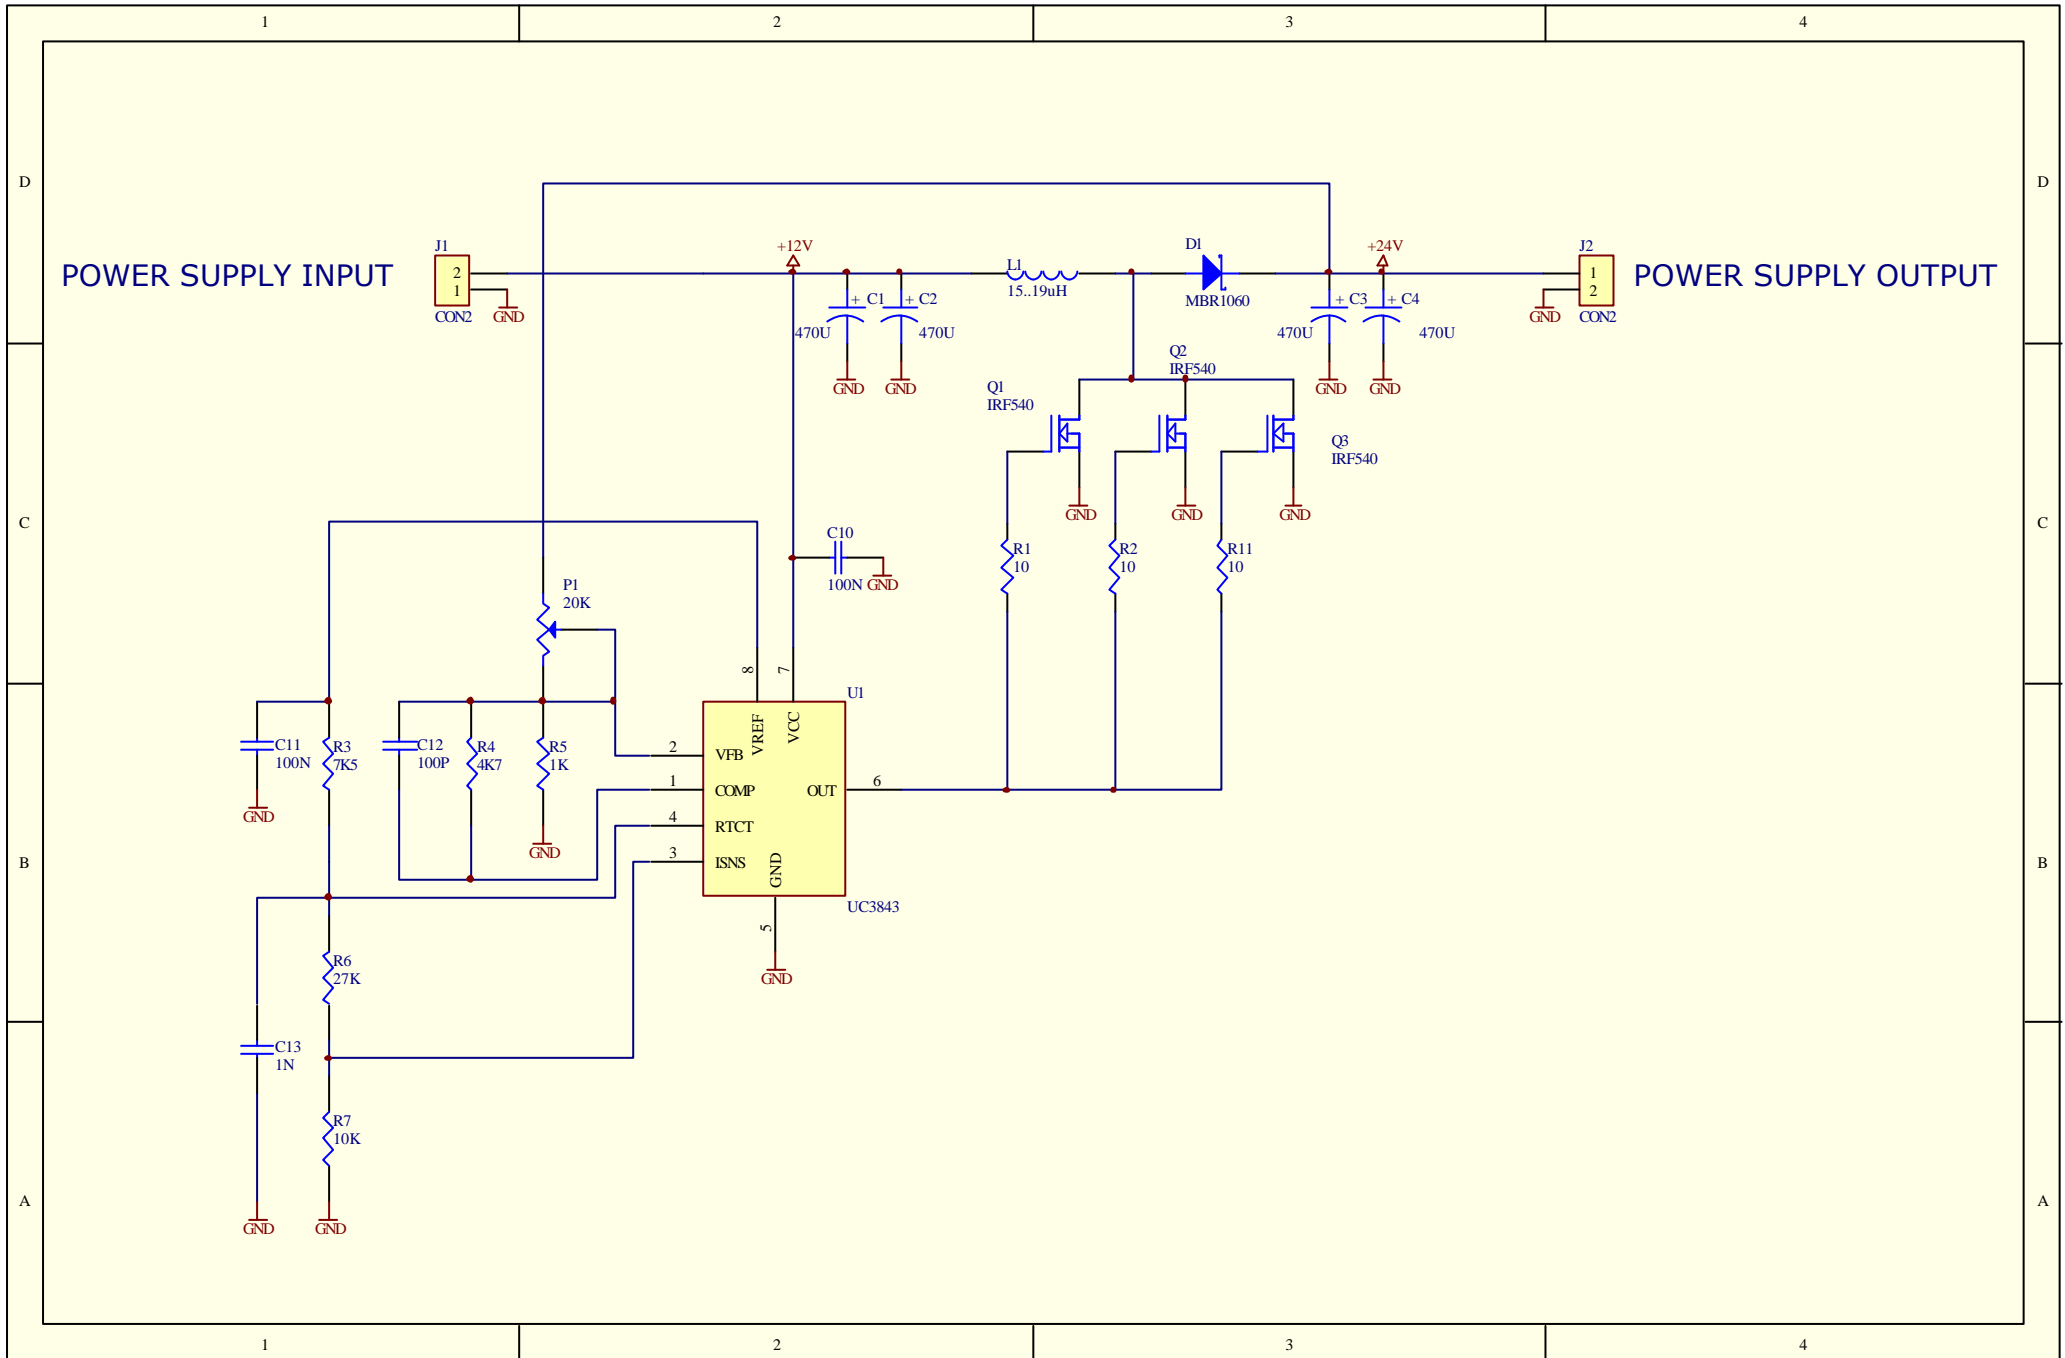 1 2 3 4
D D
J1 +12V D1 +24V J2
POWER SUPPLY INPUT 2 L1 1 POWER SUPPLY OUTPUT
1 15..19uH MBR1060 2
CON2 GND + C1 + C2 + C3 + C4 GND CON2
470U 470U 470U 470U
GND GND GND GND
Q2
IRF540
Q1
IRF540
Q3
IRF540
GND GND GND
C C
C10
100N GND
R1 R2 R11
10 10 10
P1
20K
8 7
U1
VREF VCC
C11 R3 C12 R4 R5 2 VFB
100N 7K5 100P 4K7 1K
1 COMP OUT 6
GND
4 RTCT
GND
3 ISNS
B B
GND
UC3843
5
GND
R6
27K
C13
1N
R7
10K
A A
GND GND
1 2 3 4